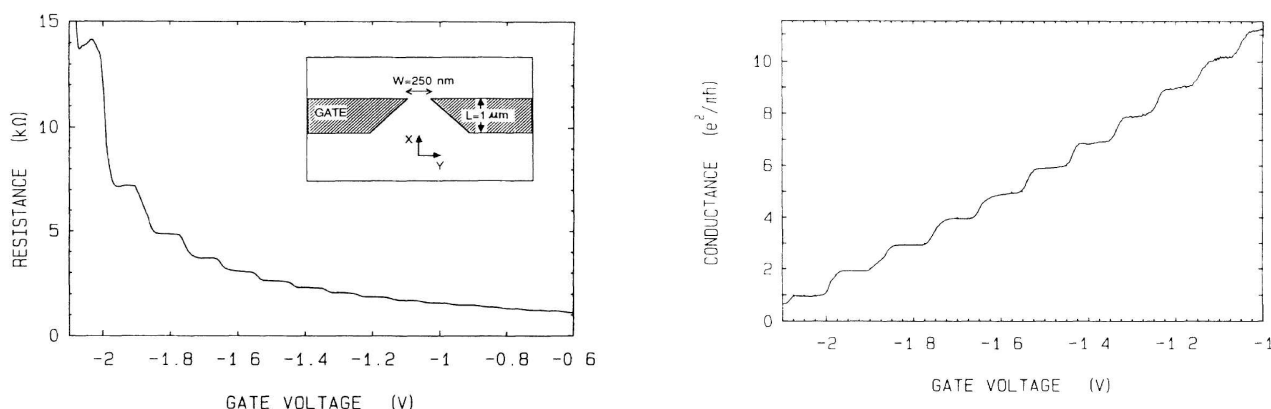 15
10
5
0
RESISTANCE (kΩ)
W=250 nm
GATE
L=1 μm
X
Y
-2 -1.8 -1.6 -1.4 -1.2 -1 -0.8 -0 6
GATE VOLTAGE (V)
10
8
6
4
2
0
CONDUCTANCE (e²/πħ)
-2 -1 8 -1 6 -1 4 -1 2 -1
GATE VOLTAGE (V)